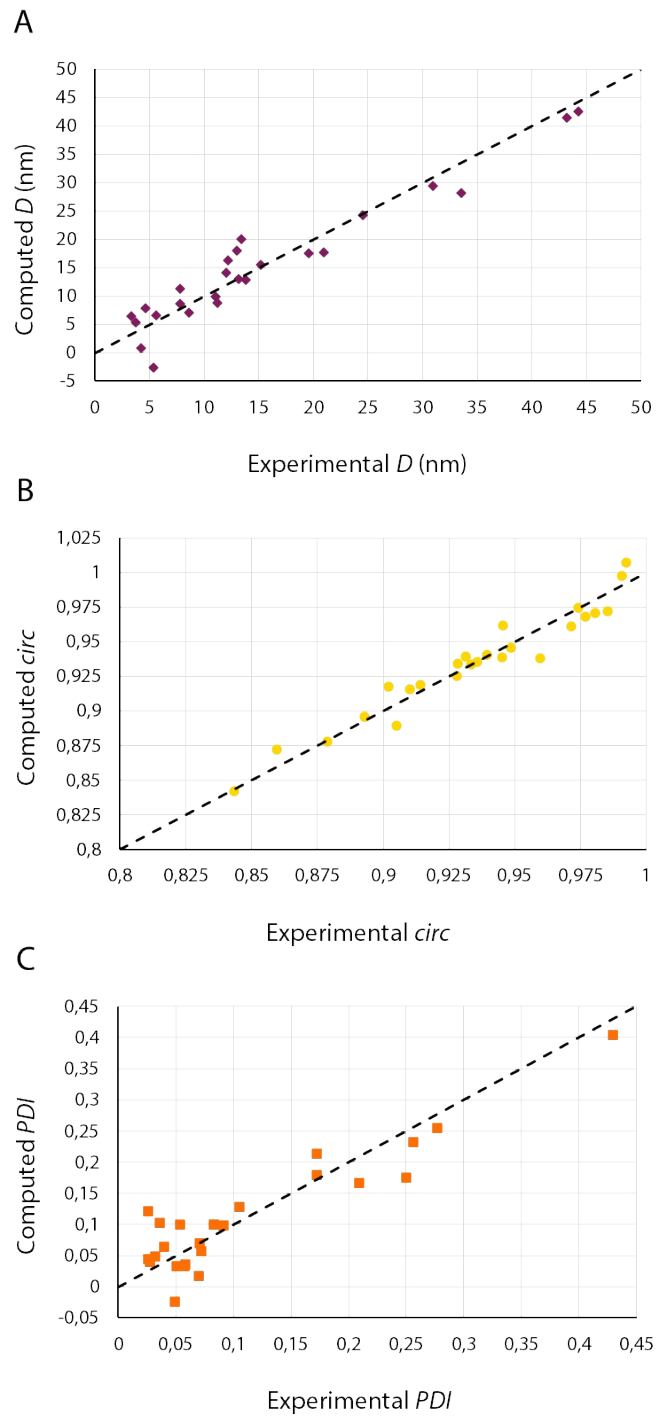 A
50
45
40
35
30
25
20
15
10
5
0
-5
Computed D (nm)
0 5 10 15 20 25 30 35 40 45 50
Experimental D (nm)
B
1,025
1
0,975
0,95
0,925
0,9
0,875
0,85
0,825
0,8
Computed circ
0,8 0,825 0,85 0,875 0,9 0,925 0,95 0,975 1
Experimental circ
C
0,45
0,4
0,35
0,3
0,25
0,2
0,15
0,1
0,05
0
-0,05
Computed PDI
0 0,05 0,1 0,15 0,2 0,25 0,3 0,35 0,4 0,45
Experimental PDI